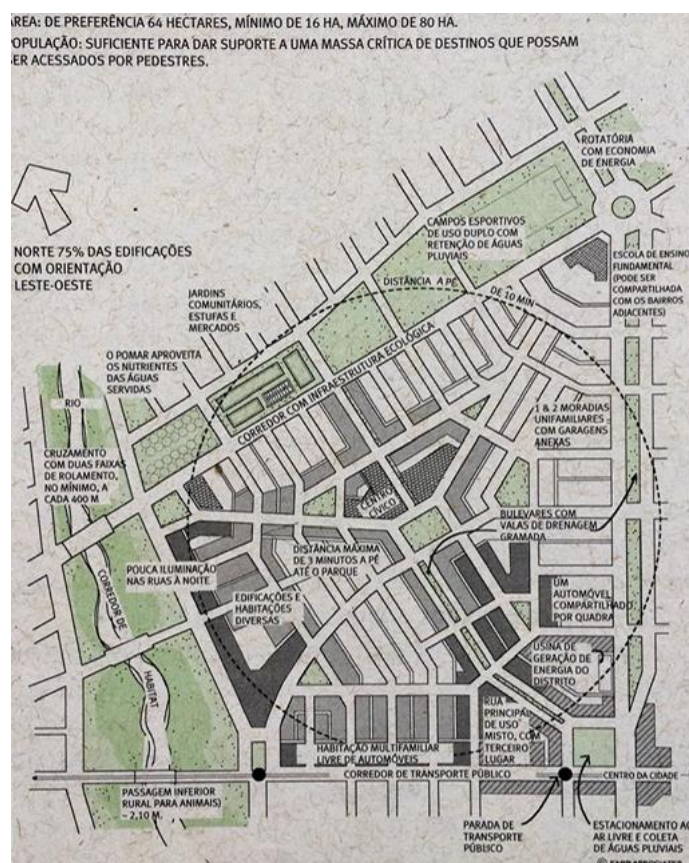 ÁREA: DE PREFERÊNCIA 64 HECTARES, MÍNIMO DE 16 HA, MÁXIMO DE 80 HA.
POPULAÇÃO: SUFICIENTE PARA DAR SUPORTE A UMA MASSA CRÍTICA DE DESTINOS QUE POSSAM
SER ACESSADOS POR PEDESTRES.
ROTATÓRIA
COM ECONOMIA
DE ENERGIA
NORTE 75% DAS EDIFICAÇÕES
COM ORIENTAÇÃO
LESTE-OESTE
CAMPOS ESPORTIVOS
DE USO DUPLO COM
RETENÇÃO DE ÁGUAS
PLUVIAIS
ESCOLA DE ENSINO
FUNDAMENTAL
(PODE SER
COMPARTILHADA
COM OS BAIRROS
ADJACENTES)
DISTÂNCIA A PÉ
DE 10 MIN
JARDINS
COMUNITÁRIOS,
ESTUFAS E
MERCADOS
CORREDOR COM INFRAESTRUTURA ECOLÓGICA
O POMAR APROVEITA
OS NUTRIENTES
DAS ÁGUAS
SERVIDAS
RIO
CRUZAMENTO
COM DUAS FAIXAS
DE ROLAMENTO,
NO MÍNIMO, A
CADA 400 M
1 & 2 MORADIAS
UNIFAMILIARES
COM GARAGENS
ANEXAS
CENTRO
CÍVICO
BULEVARES COM
VALAS DE DRENAGEM
GRAMADA
DISTÂNCIA MÁXIMA
DE 3 MINUTOS A PÉ
ATÉ O PARQUE
POUCA ILUMINAÇÃO
NAS RUAS À NOITE
CORREDOR DE
HABITAT
EDIFICAÇÕES E
HABITAÇÕES
DIVERSAS
UM
AUTOMÓVEL
COMPARTILHADO
POR QUADRA
USINA DE
GERAÇÃO DE
ENERGIA DO
DISTRITO
RUA
PRINCIPAL
DE USO
MISTO, COM
TERCEIRO
LUGAR
HABITAÇÃO MULTIFAMILIAR
LIVRE DE AUTOMÓVEIS
CORREDOR DE TRANSPORTE PÚBLICO
CENTRO DA CIDADE
PASSAGEM INFERIOR
RURAL PARA ANIMAIS)
– 2,10 M.
PARADA DE
TRANSPORTE
PÚBLICO
ESTACIONAMENTO AO
AR LIVRE E COLETA
DE ÁGUAS PLUVIAIS
© FARR ASSOCIATES